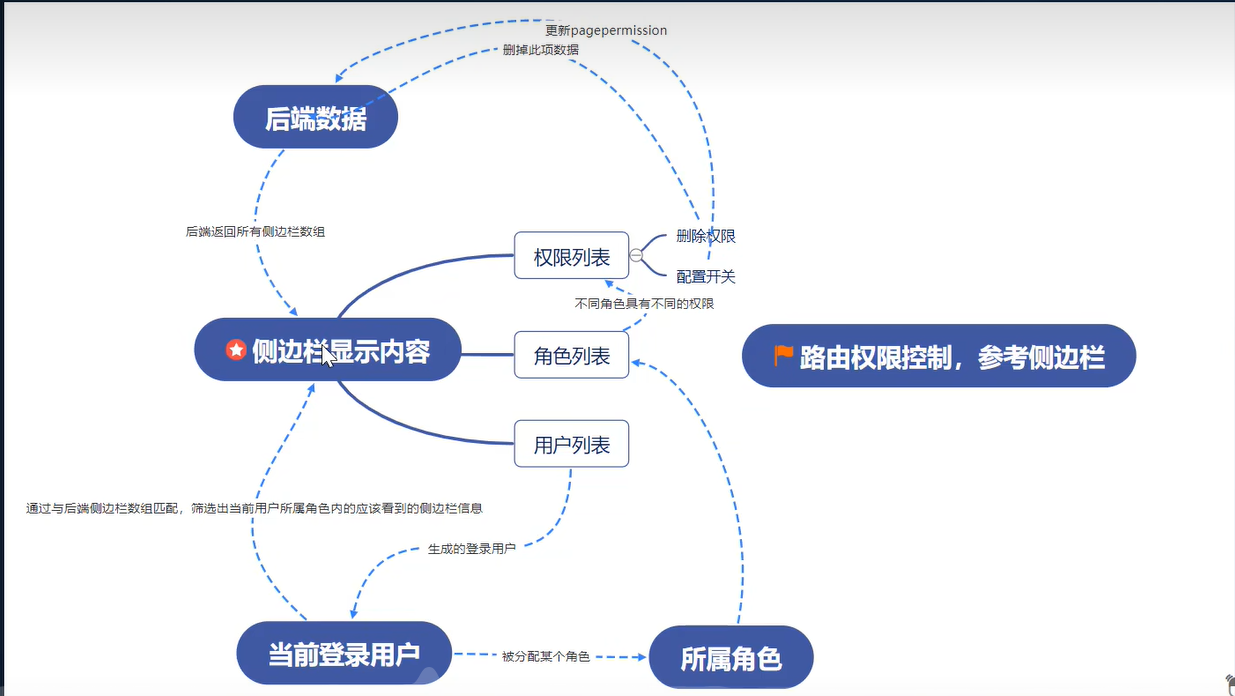 更新pagepermission
删掉此项数据
后端数据
后端返回所有侧边栏数组
权限列表
删除权限
配置开关
不同角色具有不同的权限
侧边栏显示内容
角色列表
路由权限控制，参考侧边栏
用户列表
通过与后端侧边栏数组匹配，筛选出当前用户所属角色内的应该看到的侧边栏信息
生成的登录用户
当前登录用户
被分配某个角色
所属角色